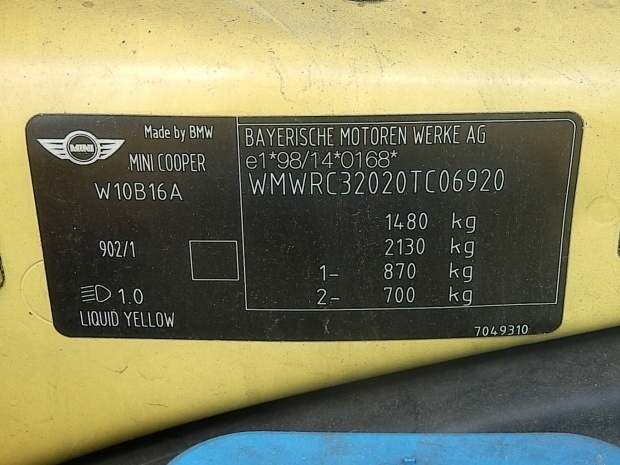 MINI
Made by BMW
MINI COOPER
W10B16A
902/1
1.0
LIQUID YELLOW
BAYERISCHE MOTOREN WERKE AG
e1*98/14*0168*
WMWRC32020TC06920
1480 kg
2130 kg
1- 870 kg
2- 700 kg
7049310